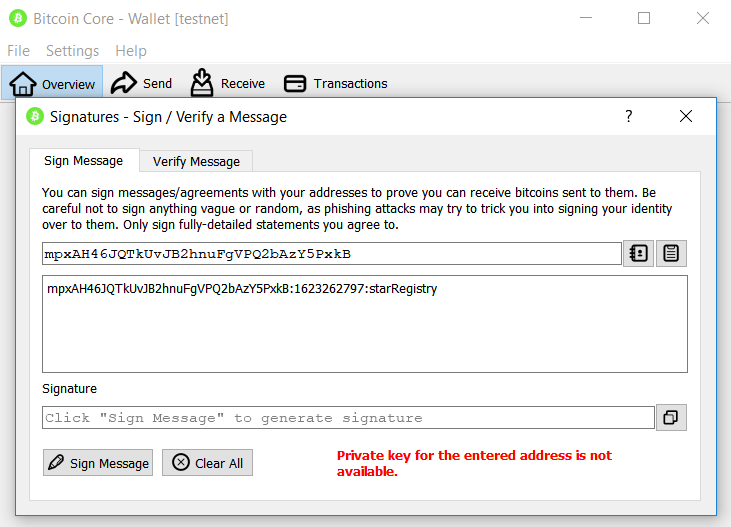 Bitcoin Core - Wallet [testnet]
File Settings Help
Overview Send Receive Transactions
Signatures - Sign / Verify a Message ?
Sign Message Verify Message
You can sign messages/agreements with your addresses to prove you can receive bitcoins sent to them. Be
careful not to sign anything vague or random, as phishing attacks may try to trick you into signing your identity
over to them. Only sign fully-detailed statements you agree to.
mpxAH46JQTkUvJB2hnuFgVPQ2bAzY5PxkB
mpxAH46JQTkUvJB2hnuFgVPQ2bAzY5PxkB:1623262797:starRegistry
Signature
Click "Sign Message" to generate signature
Sign Message Clear All
Private key for the entered address is not
available.